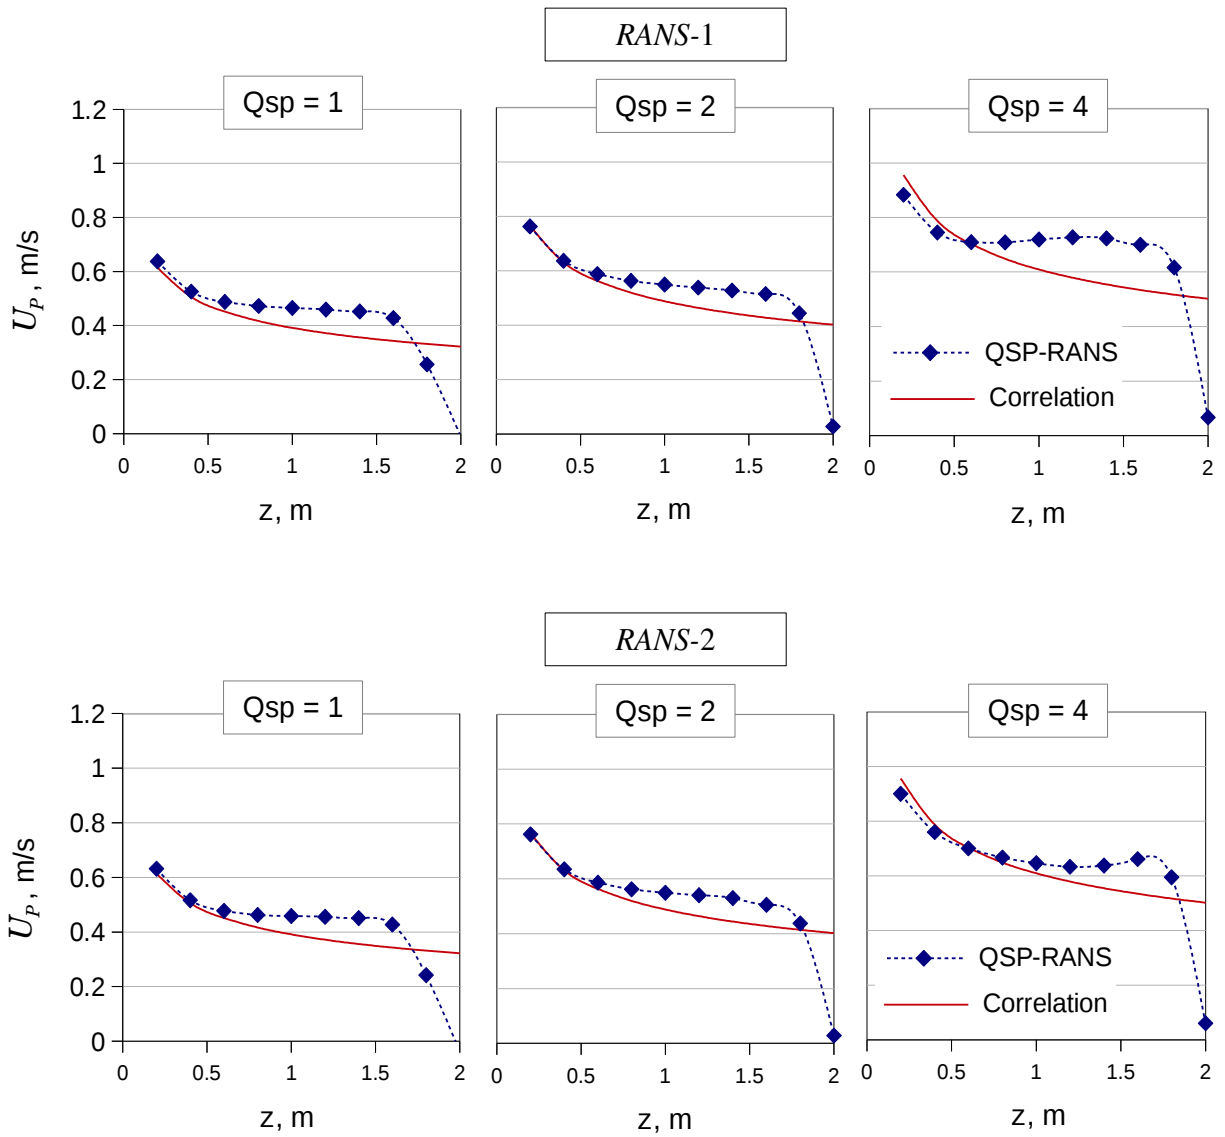 RANS-1
Qsp = 1
Qsp = 2
Qsp = 4
1.2
1
0.8
0.6
0.4
0.2
0
U_P, m/s
QSP-RANS
Correlation
0 0.5 1 1.5 2
0 0.5 1 1.5 2
0 0.5 1 1.5 2
z, m
z, m
z, m
RANS-2
Qsp = 1
Qsp = 2
Qsp = 4
1.2
1
0.8
0.6
0.4
0.2
0
U_P, m/s
QSP-RANS
Correlation
0 0.5 1 1.5 2
0 0.5 1 1.5 2
0 0.5 1 1.5 2
z, m
z, m
z, m